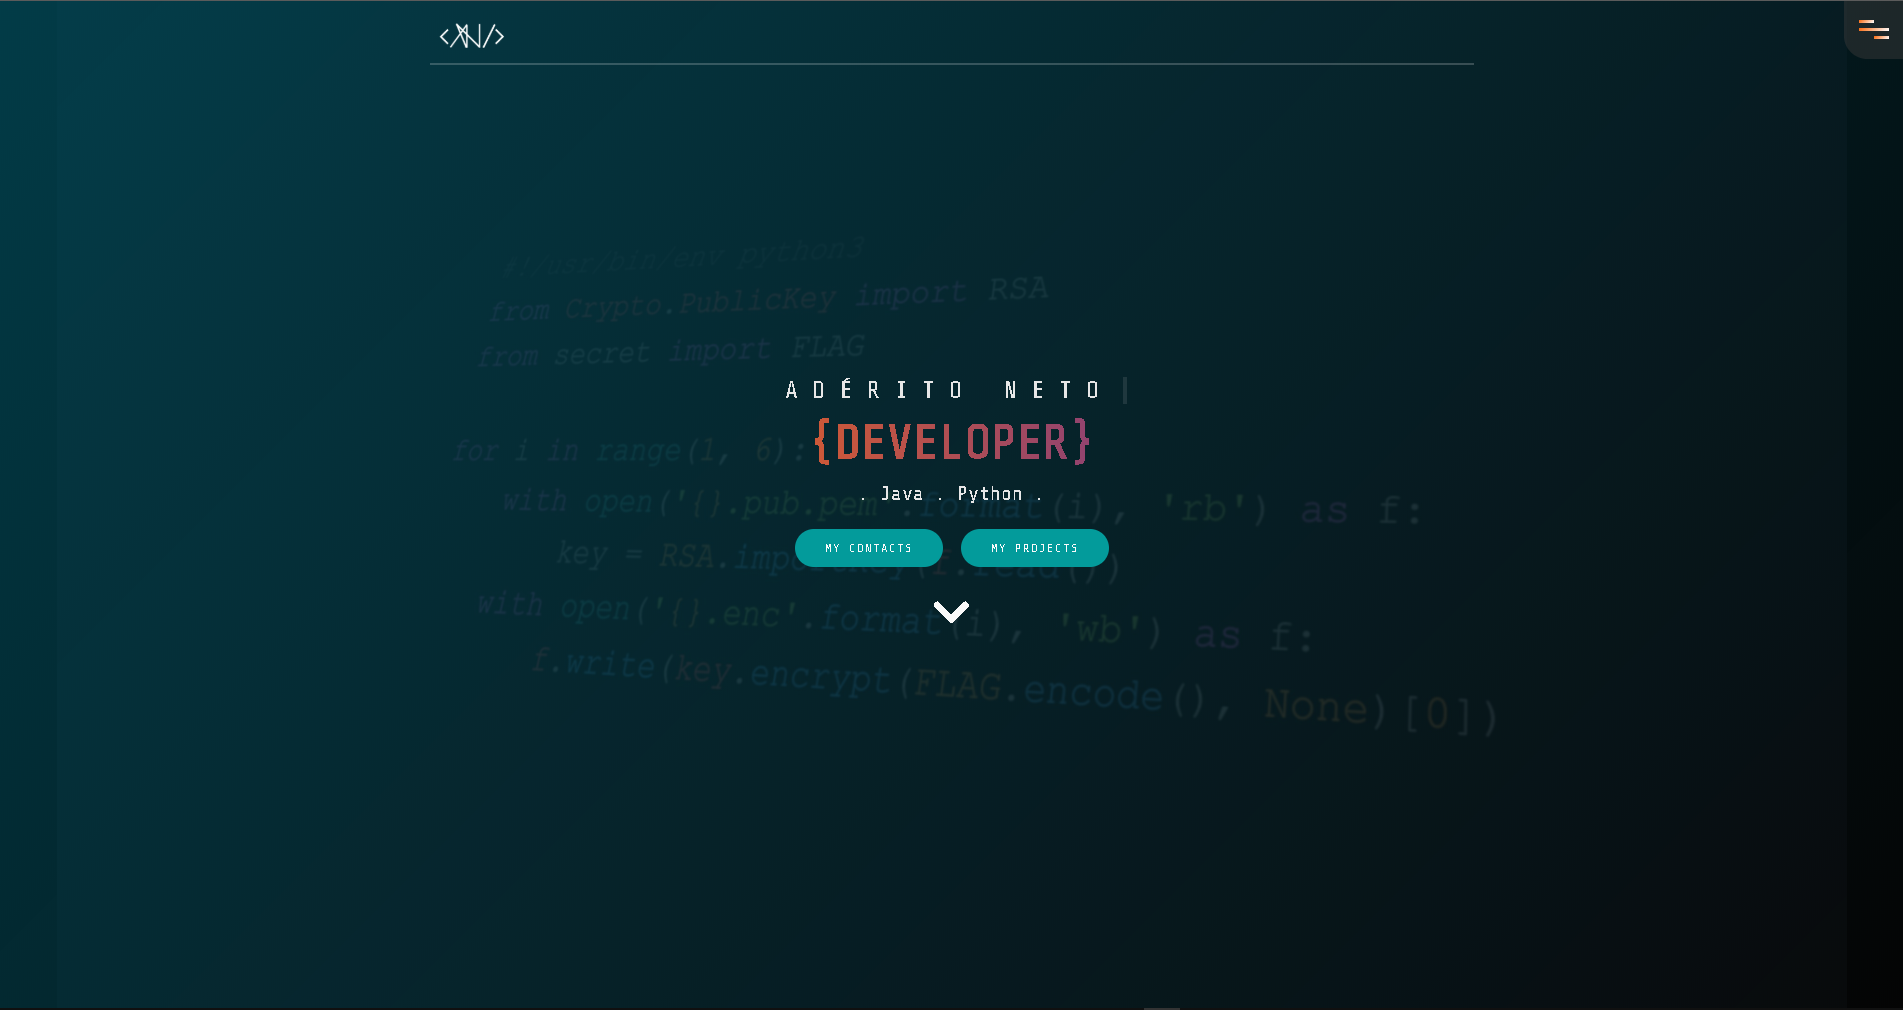 <AN/>
#!/usr/bin/env python3
from Crypto.PublicKey import RSA
from secret import FLAG
ADÉRITO NETO
{DEVELOPER}
for i in range(1, 6):
. Java . Python .
with open('{}.pub.pem'.format(i), 'rb') as f:
MY CONTACTS MY PROJECTS
key = RSA.importKey(f.read())
with open('{}.enc'.format(i), 'wb') as f:
f.write(key.encrypt(FLAG.encode(), None)[0])